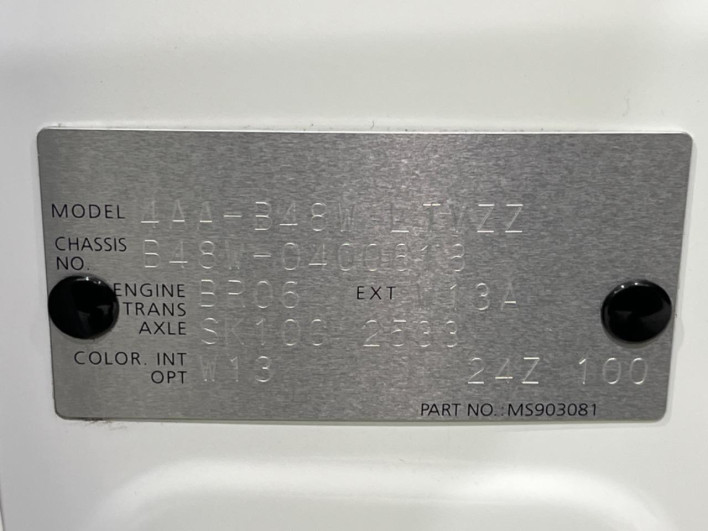 MODEL 4AA-B48W LTVZZ
CHASSIS
NO. B48W-0400818
ENGINE BR06 EXT W13A
TRANS
AXLE SK100 2533
COLOR. INT W13 24Z 100
OPT
PART NO.:MS903081